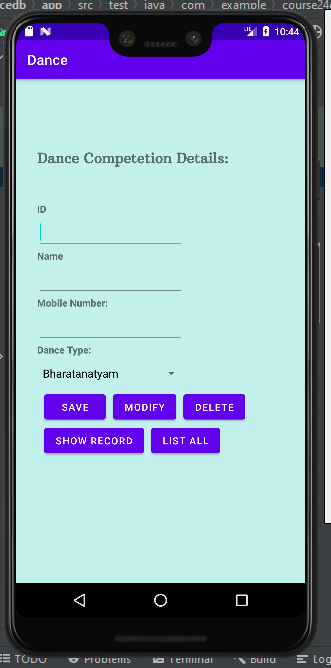 cedb › app › src › test › java › com › example › course24
10:44
Dance
Dance Competetion Details:
ID
Name
Mobile Number:
Dance Type:
Bharatanatyam
SAVE MODIFY DELETE
SHOW RECORD LIST ALL
TODO Problems Terminal Build Log